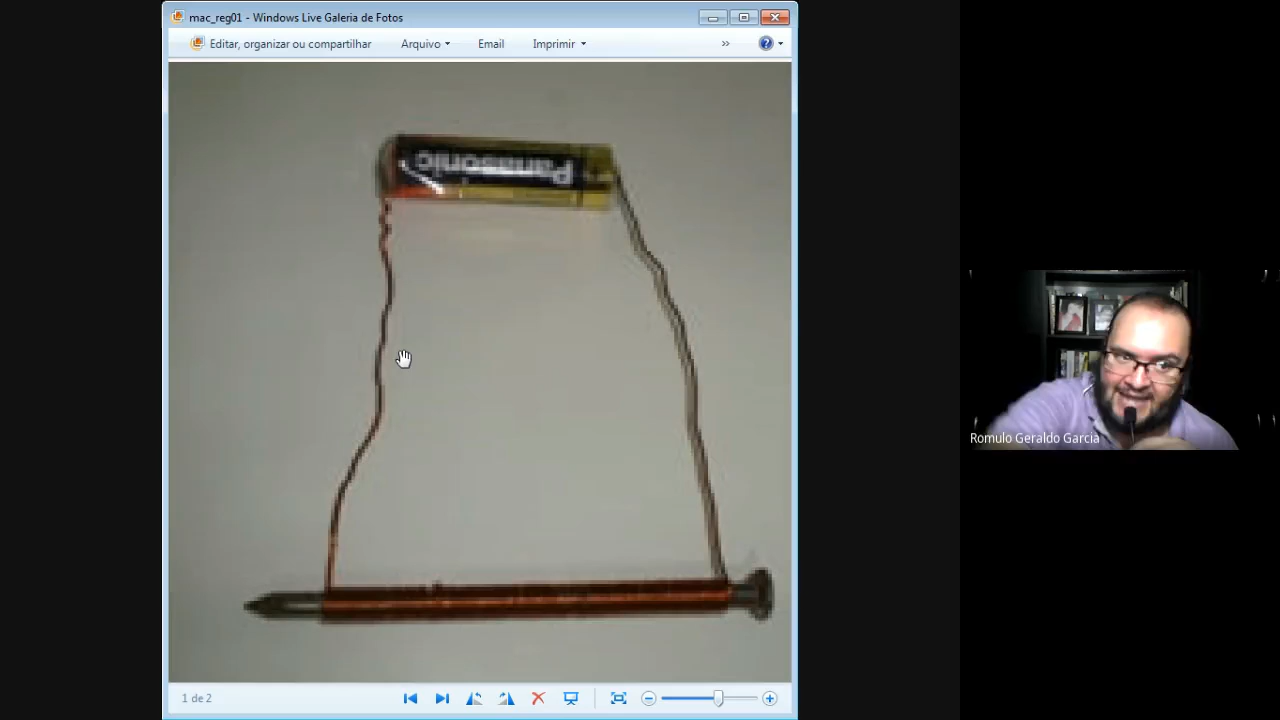 mac_reg01 - Windows Live Galeria de Fotos
Editar, organizar ou compartilhar Arquivo Email Imprimir »
Panasonic
Romulo Geraldo Garcia
1 de 2